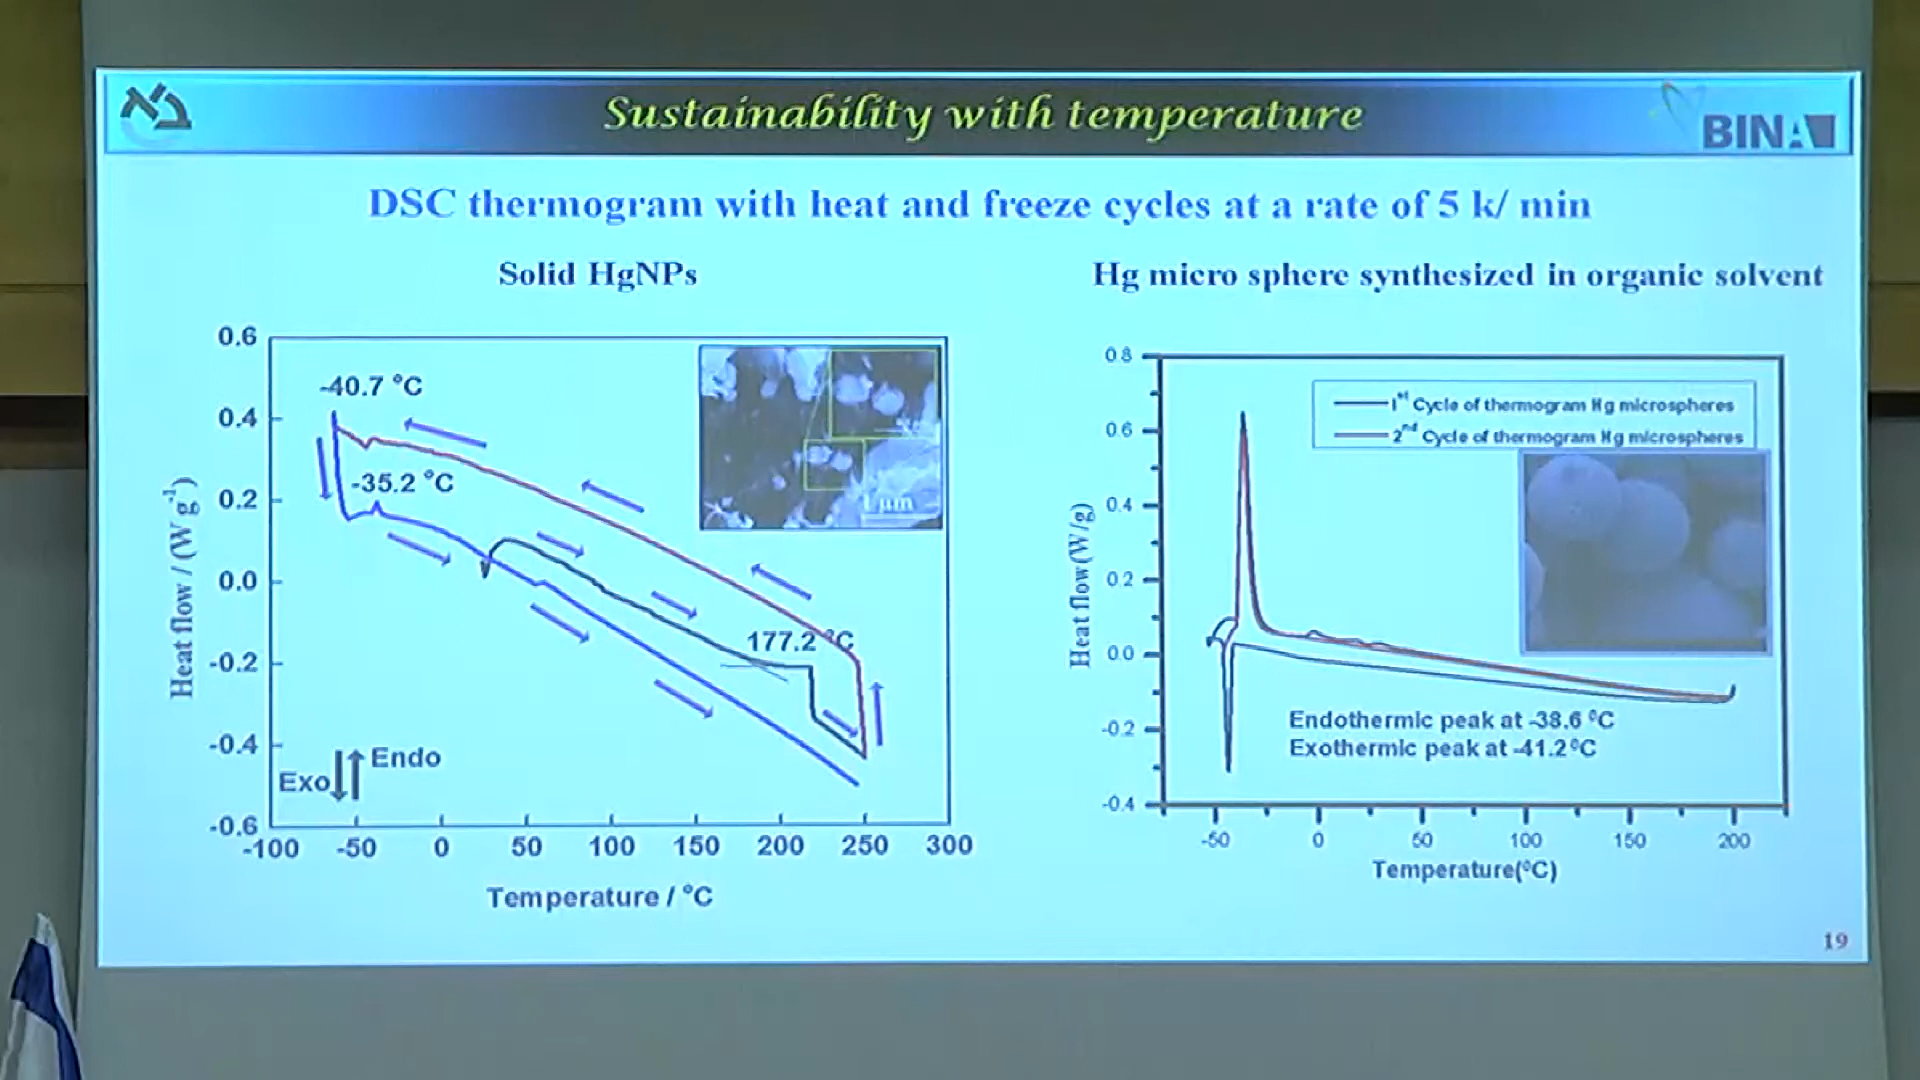 Sustainability with temperature
BINA
DSC thermogram with heat and freeze cycles at a rate of 5 k/ min
Solid HgNPs
Heat flow / (W g-1)
0.6
0.4
0.2
0.0
-0.2
-0.4
-0.6
-40.7 °C
-35.2 °C
177.2 °C
1 µm
Exo
Endo
-100 -50 0 50 100 150 200 250 300
Temperature / °C
Hg micro sphere synthesized in organic solvent
Heat flow(W/g)
0.8
0.6
0.4
0.2
0.0
-0.2
-0.4
1st Cycle of thermogram Hg microspheres
2nd Cycle of thermogram Hg microspheres
Endothermic peak at -38.6 °C
Exothermic peak at -41.2°C
-50 0 50 100 150 200
Temperature(°C)
19